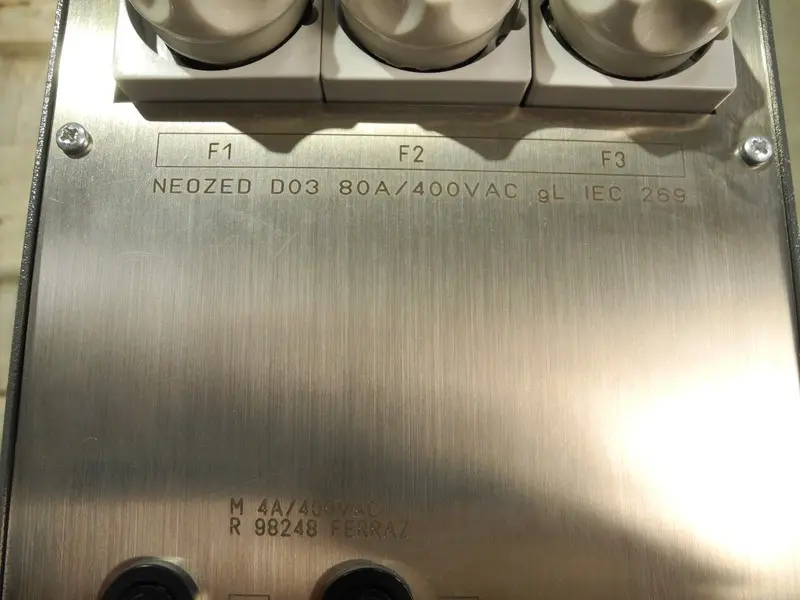 F1 F2 F3
NEOZED D03 80A/400VAC gL IEC 269
M 4A/400VAC
R 98248 FERRAZ